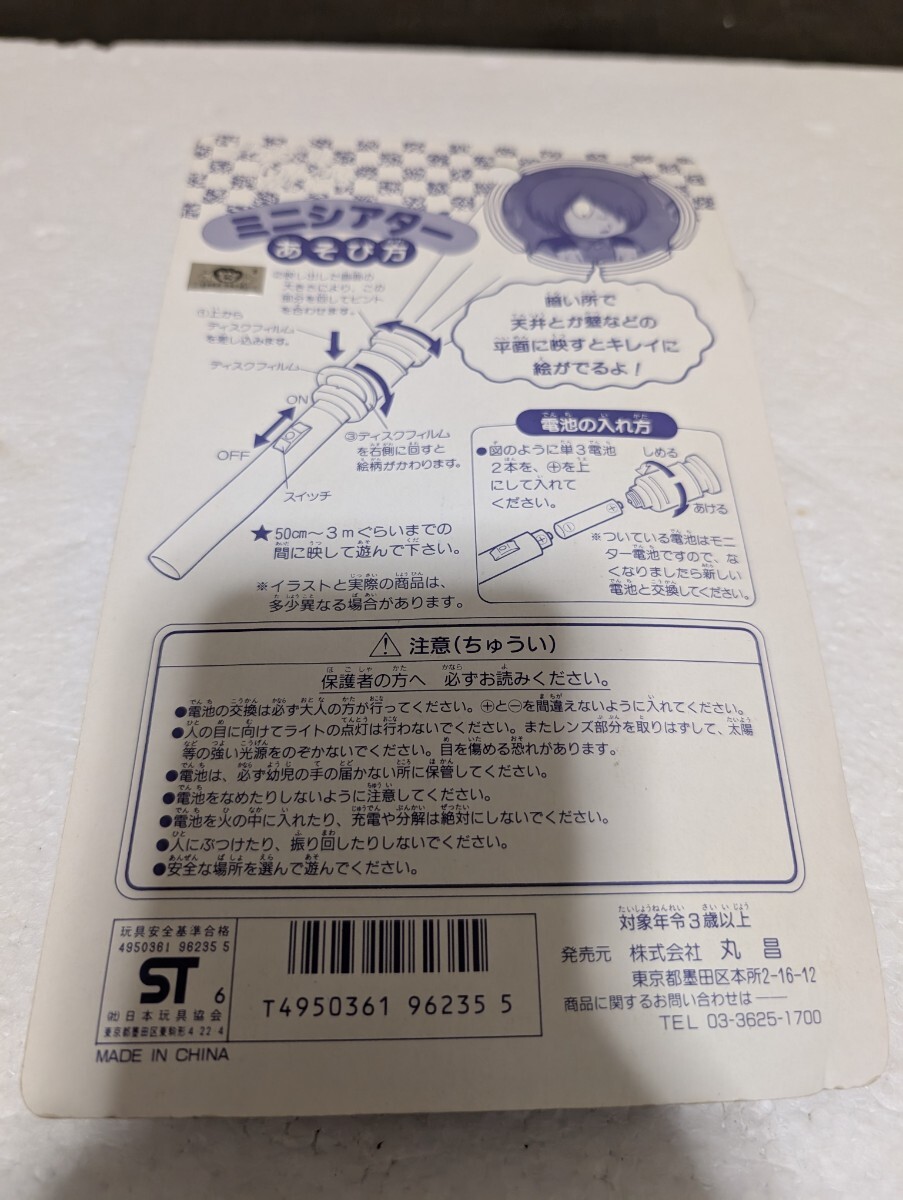 ミニシアター
あそび方
②映し出した画面の
大きさにより、この
部分を回してピント
を合わせます。
①上から
ディスクフィルム
を差し込みます。
ディスクフィルム
ON
OFF
スイッチ
③ディスクフィルム
を右側に回すと
絵柄がかわります。
★50cm〜3mぐらいまでの
間に映して遊んで下さい。
※イラストと実際の商品は、
多少異なる場合があります。
暗い所で
天井とか壁などの
平面に映すとキレイに
絵がでるよ!
電池の入れ方
●図のように単3電池
2本を、⊕を上
にして入れて
ください。
しめる
あける
※ついている電池はモニ
ター電池ですので、な
くなりましたら新しい
電池と交換してください。
⚠ 注意(ちゅうい)
保護者の方へ 必ずお読みください。
●電池の交換は必ず大人の方が行ってください。⊕と⊖を間違えないように入れてください。
●人の目に向けてライトの点灯は行わないでください。またレンズ部分を取りはずして、太陽
等の強い光源をのぞかないでください。目を傷める恐れがあります。
●電池は、必ず幼児の手の届かない所に保管してください。
●電池をなめたりしないように注意してください。
●電池を火の中に入れたり、充電や分解は絶対にしないでください。
●人にぶつけたり、振り回したりしないでください。
●安全な場所を選んで遊んでください。
玩具安全基準合格
4950361 96235 5
ST 6
(社)日本玩具協会
東京都墨田区東駒形4-22-4
MADE IN CHINA
T4950361 96235 5
対象年令3歳以上
発売元 株式会社 丸昌
東京都墨田区本所2-16-12
商品に関するお問い合わせは――
TEL 03-3625-1700